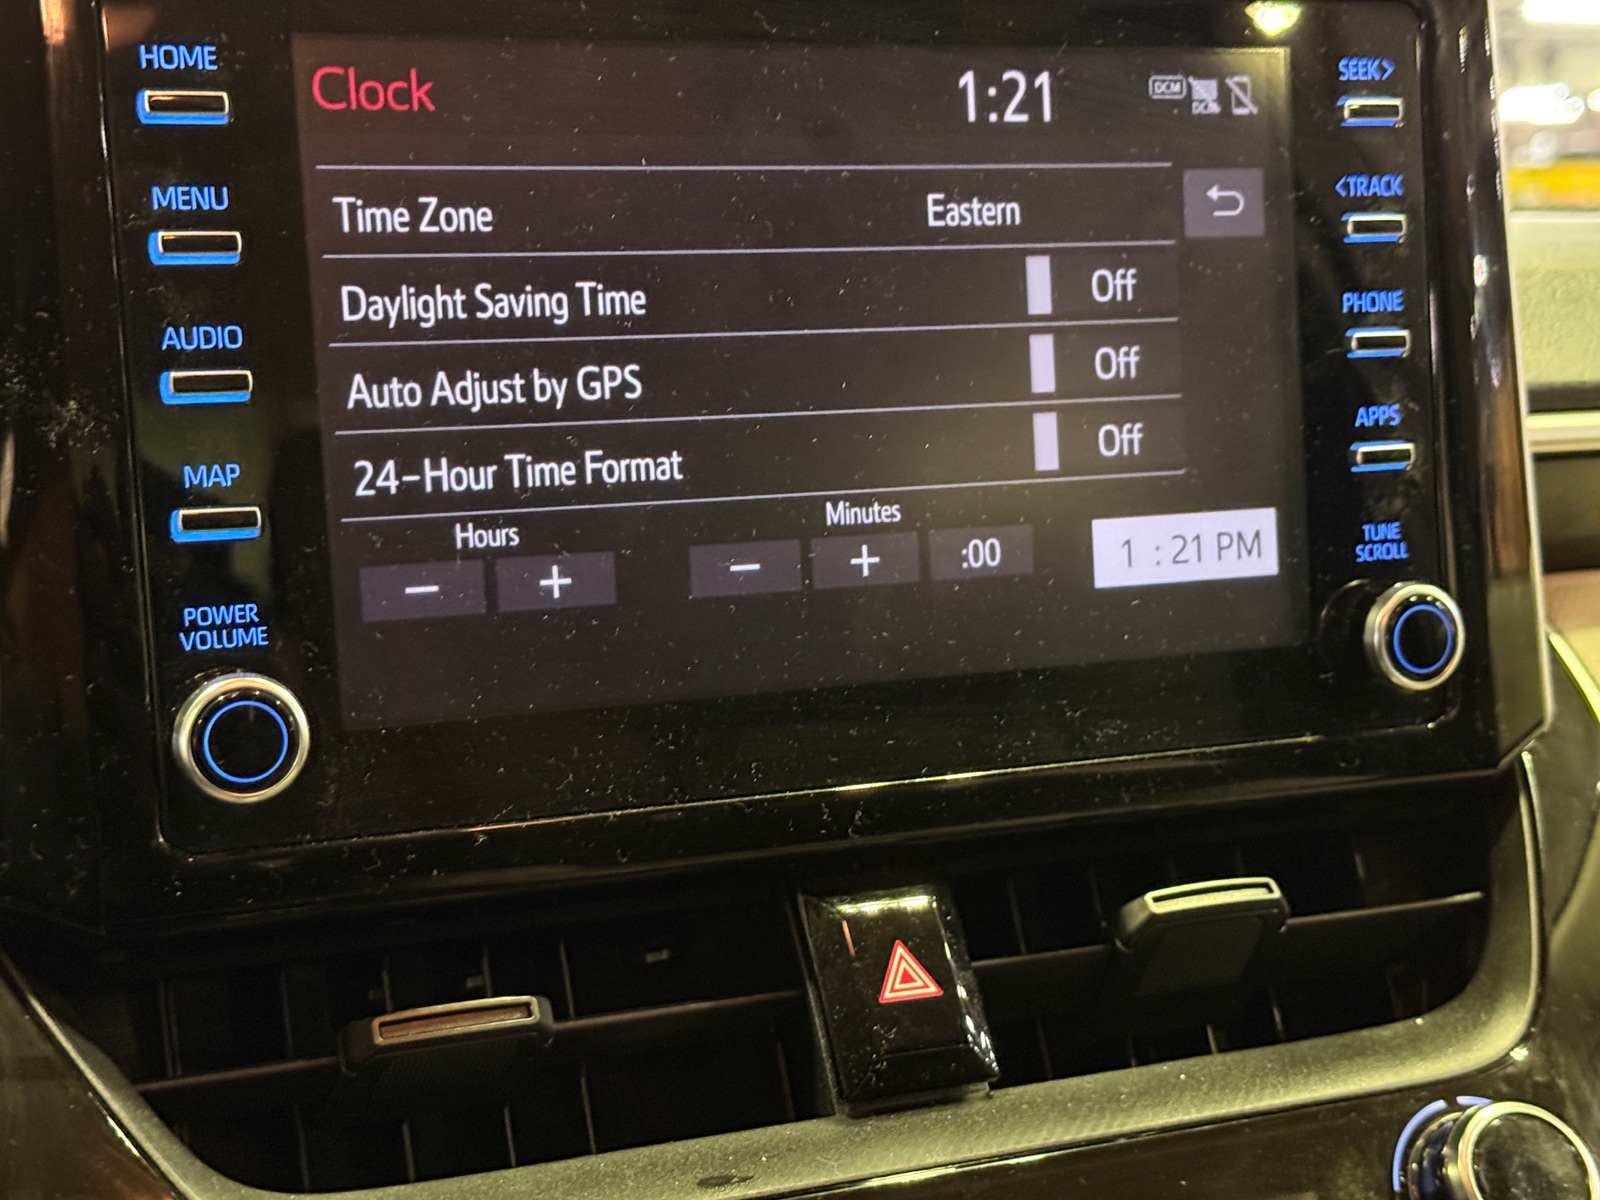 HOME
MENU
AUDIO
MAP
POWER
VOLUME
Clock
1:21
DCM
DCM
Time Zone Eastern
Daylight Saving Time Off
Auto Adjust by GPS Off
24-Hour Time Format Off
Hours
Minutes
- +
- + :00
1 : 21 PM
SEEK>
<TRACK
PHONE
APPS
TUNE
SCROLL